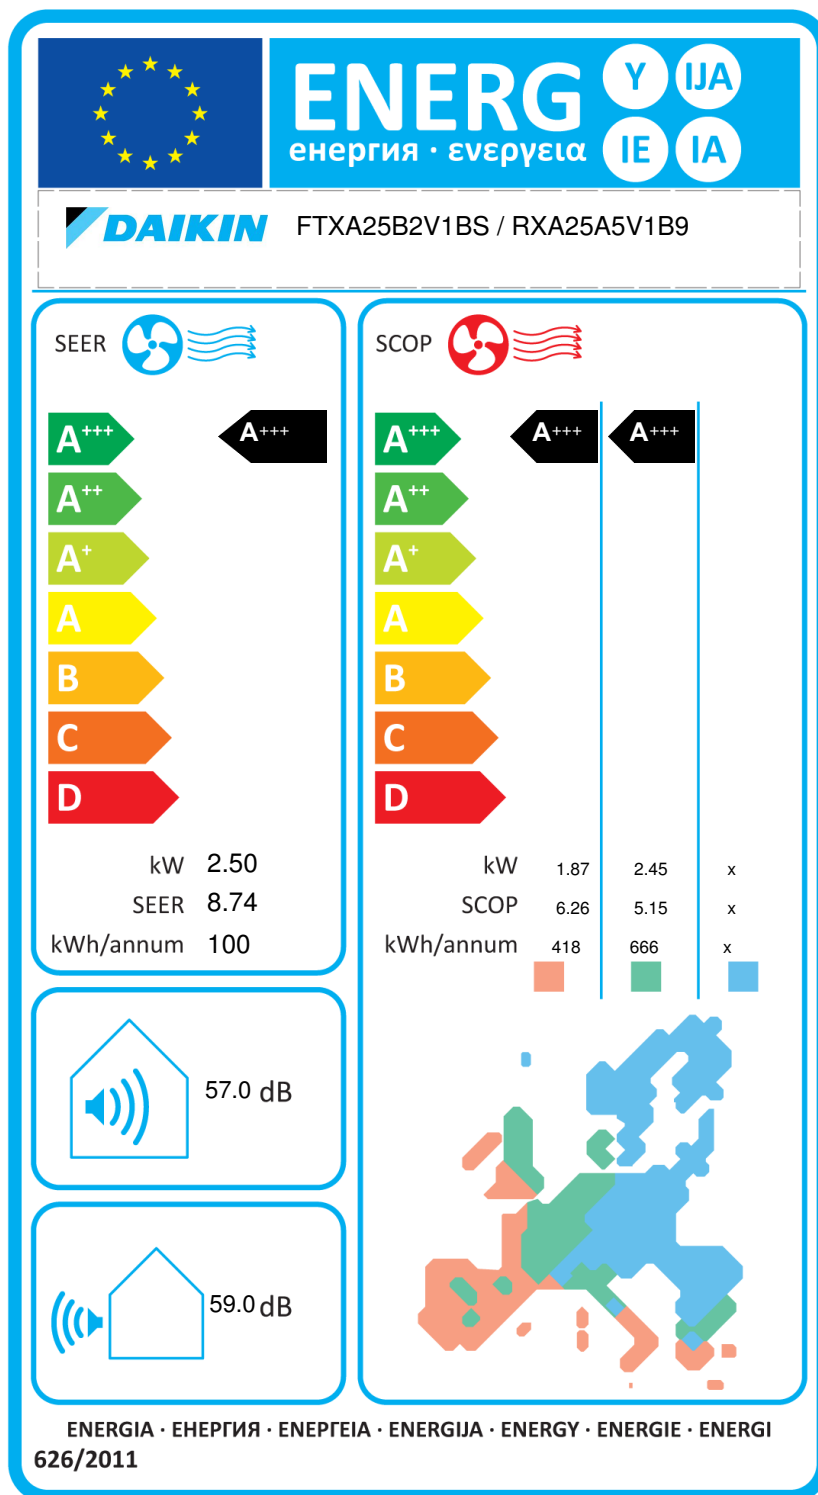 ENERG
енергия · ενεργεια
Y IJA
IE IA
DAIKIN FTXA25B2V1BS / RXA25A5V1B9
SEER
A+++ A+++
A++
A+
A
B
C
D
kW 2.50
SEER 8.74
kWh/annum 100
SCOP
A+++ A+++ A+++
A++
A+
A
B
C
D
kW 1.87 2.45 x
SCOP 6.26 5.15 x
kWh/annum 418 666 x
57.0 dB
59.0 dB
ENERGIA · ЕНЕРГИЯ · ΕΝΕΡΓΕΙΑ · ENERGIJA · ENERGY · ENERGIE · ENERGI
626/2011